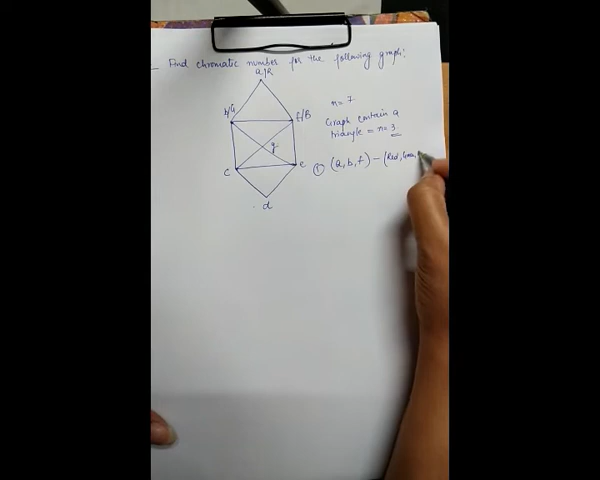 Find chromatic number for the following graph:
a/R
b/G
f/B
n= 7
Graph contain a
triangle = n= 3
g
c
e
① (a, b, f) - (Red, Green,
d